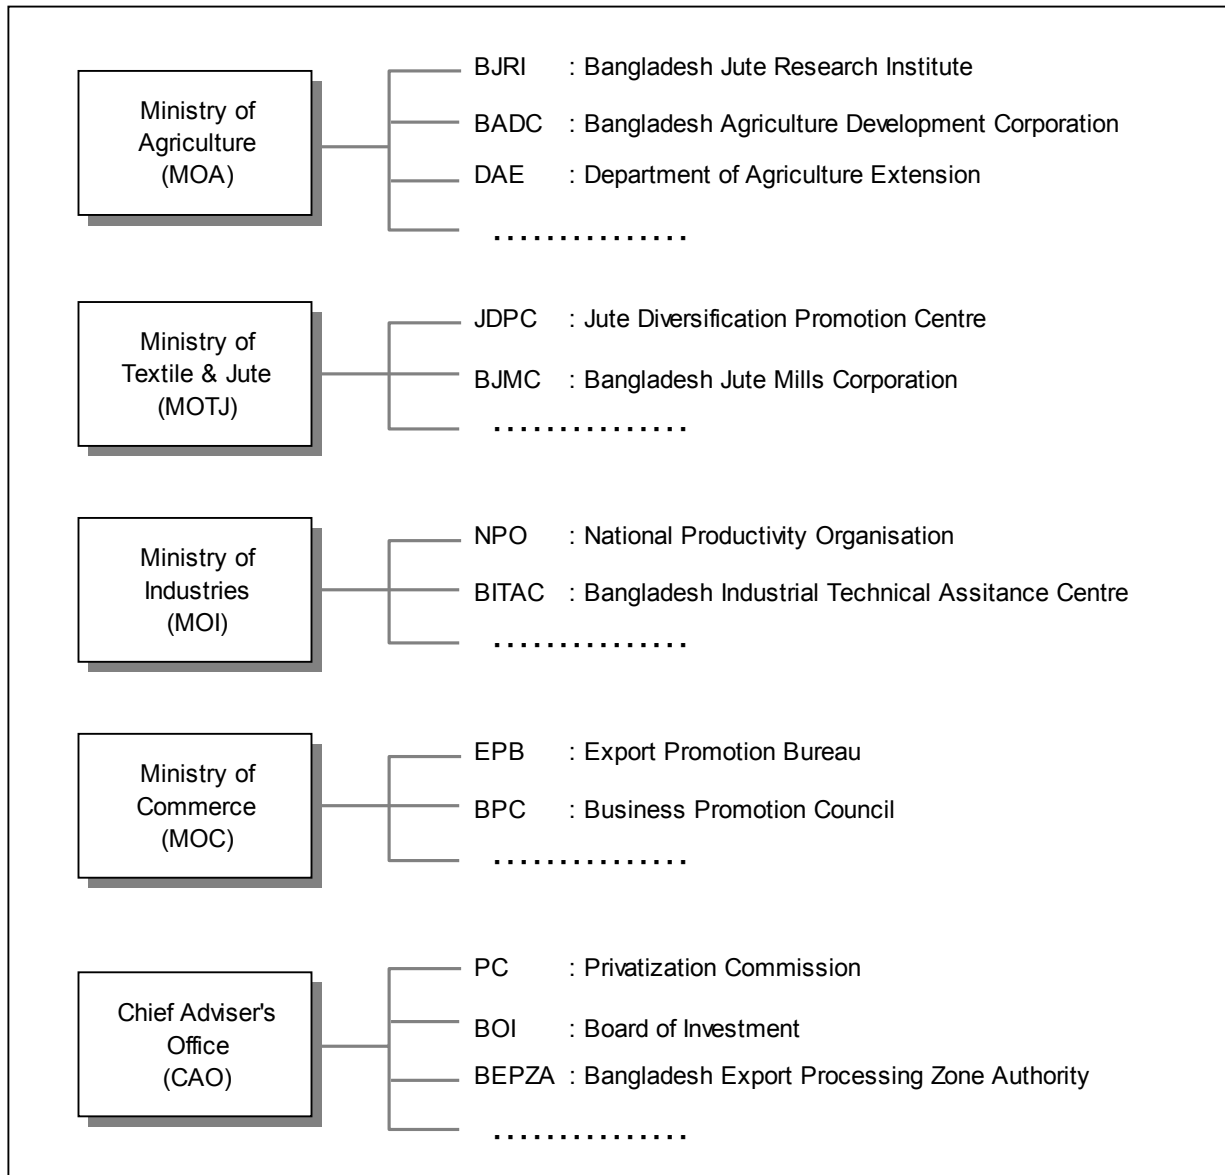 Ministry of
Agriculture
(MOA)
BJRI : Bangladesh Jute Research Institute
BADC : Bangladesh Agriculture Development Corporation
DAE : Department of Agriculture Extension
...............
Ministry of
Textile & Jute
(MOTJ)
JDPC : Jute Diversification Promotion Centre
BJMC : Bangladesh Jute Mills Corporation
...............
Ministry of
Industries
(MOI)
NPO : National Productivity Organisation
BITAC : Bangladesh Industrial Technical Assitance Centre
...............
Ministry of
Commerce
(MOC)
EPB : Export Promotion Bureau
BPC : Business Promotion Council
...............
Chief Adviser's
Office
(CAO)
PC : Privatization Commission
BOI : Board of Investment
BEPZA : Bangladesh Export Processing Zone Authority
...............